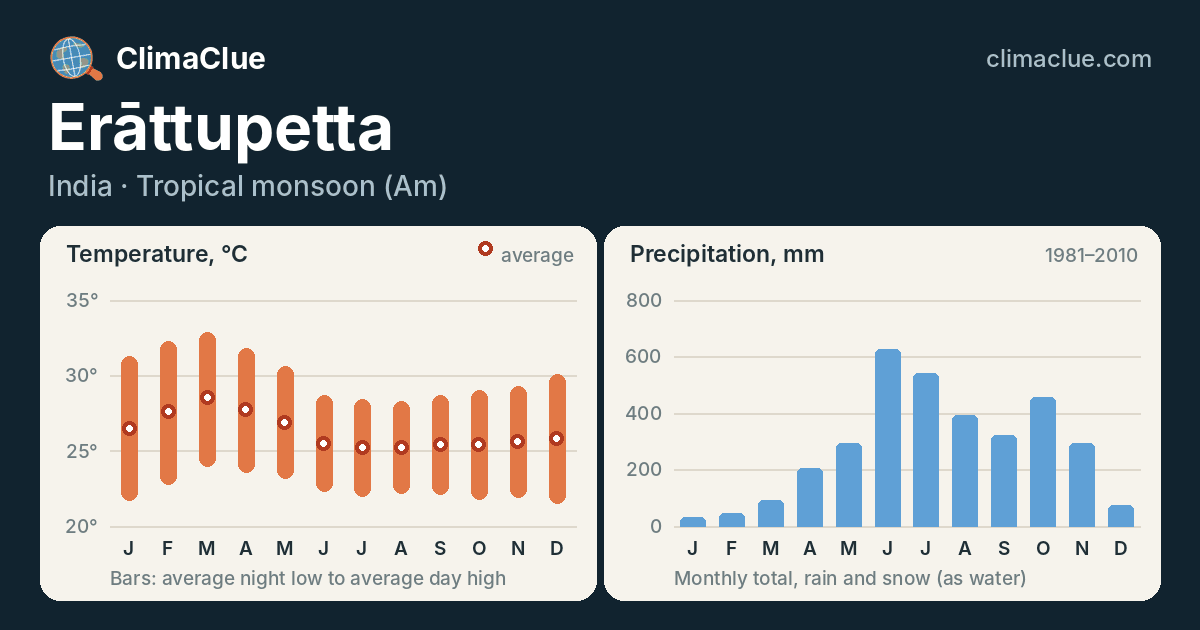 ClimaClue
climaclue.com
Erāttupetta
India · Tropical monsoon (Am)
Temperature, °C
average
35°
30°
25°
20°
J F M A M J J A S O N D
Bars: average night low to average day high
Precipitation, mm
1981–2010
800
600
400
200
0
J F M A M J J A S O N D
Monthly total, rain and snow (as water)